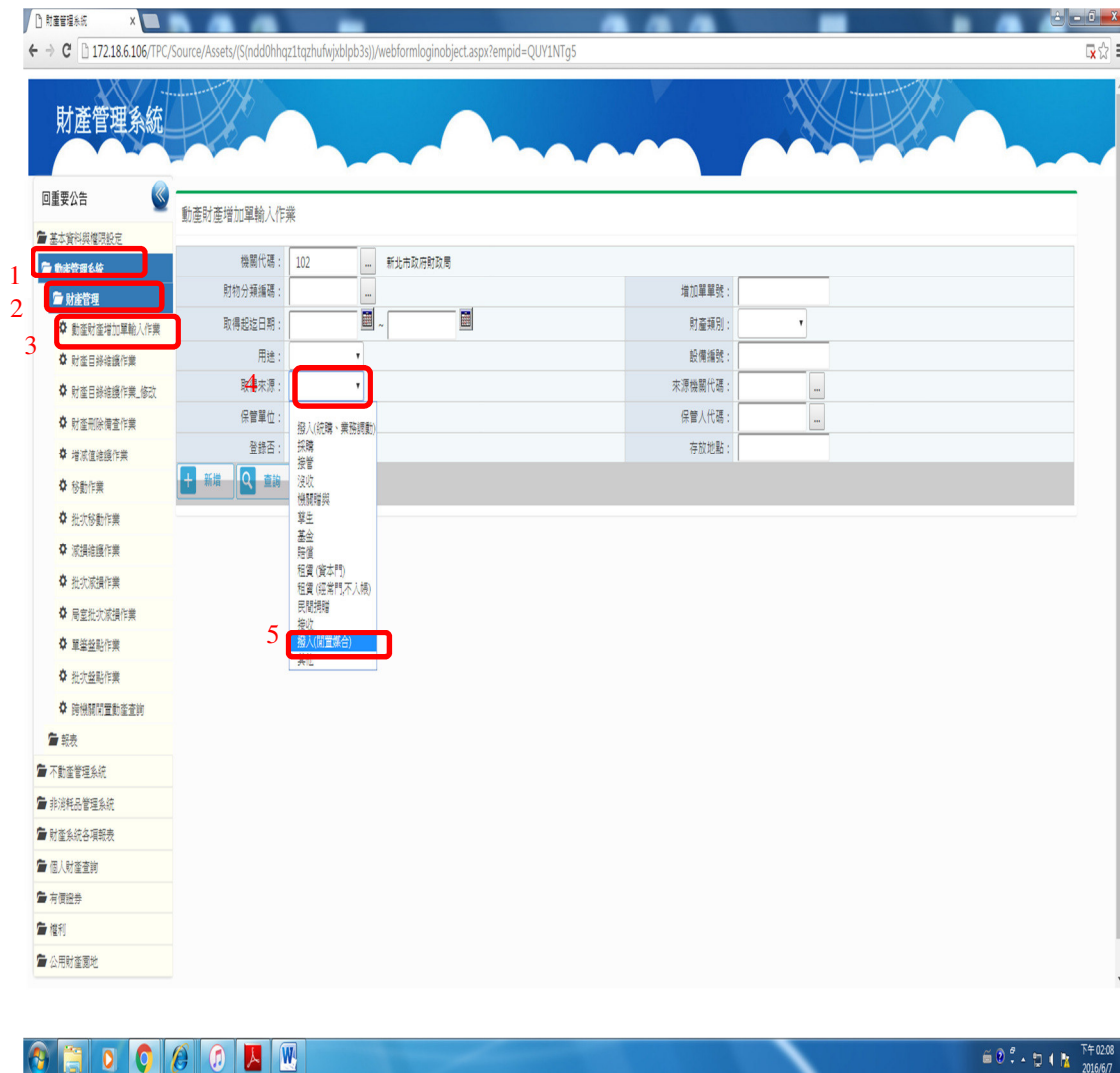 財產管理系統
172.18.6.106/TPC/Source/Assets/(S(ndd0hhqz1tqzhufwjxblpb3s))/webformloginobject.aspx?empid=QUY1NTg5
財產管理系統
回重要公告
基本資料與權限設定
1
動產管理系統
2
財產管理
3
動產財產增加單輸入作業
財產目錄維護作業
財產目錄維護作業_修改
財產刪除備查作業
增減值維護作業
移動作業
批次移動作業
減損維護作業
批次減損作業
局室批次減損作業
單筆盤點作業
批次盤點作業
跨機關閒置動產查詢
報表
不動產管理系統
非消耗品管理系統
財產系統各項報表
個人財產查詢
有價證券
權利
公用財產園地
動產財產增加單輸入作業
機關代碼： 102 ... 新北市政府財政局
財物分類編碼： ... 增加單單號：
取得起迄日期： ~ 財產類別：
用途： 設備編號：
4
取得來源： 來源機關代碼： ...
保管單位： 保管人代碼： ...
登錄否： 存放地點：
新增 查詢
撥入(統購、業務調動)
採購
接管
沒收
機關贈與
孳生
基金
賠償
租賃 (資本門)
租賃 (經常門,不入帳)
民間捐贈
接收
5
撥入(閒置媒合)
其他
下午 02:08
2016/6/7